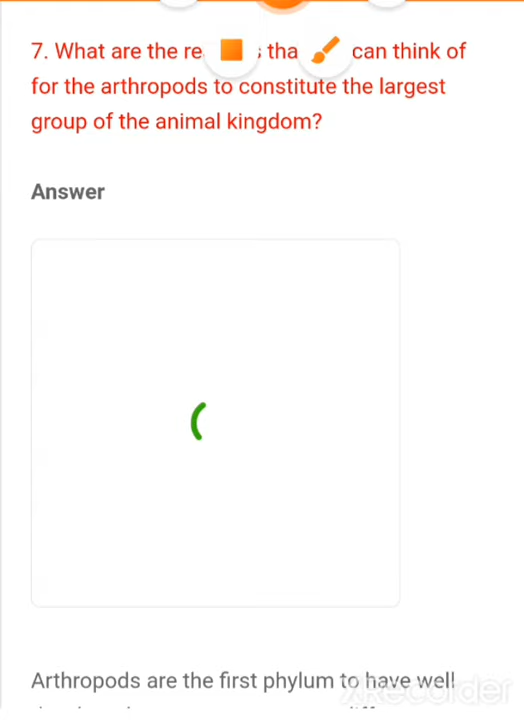 7. What are the re tha can think of
for the arthropods to constitute the largest
group of the animal kingdom?
Answer
Arthropods are the first phylum to have well
XRecorder